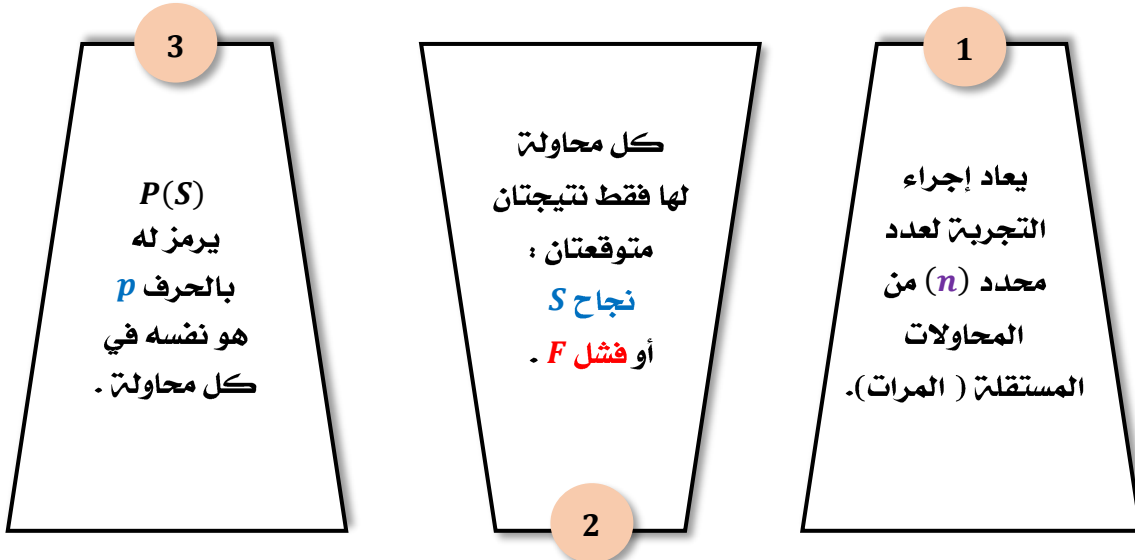 1
يعاد إجراء
التجربة لعدد
محدد (n) من
المحاولات
المستقلة ( المرات).
كل محاولة
لها فقط نتيجتان
متوقعتان :
نجاح S
أو فشل F .
2
3
P(S)
يرمز له
بالحرف p
هو نفسه في
كل محاولة .